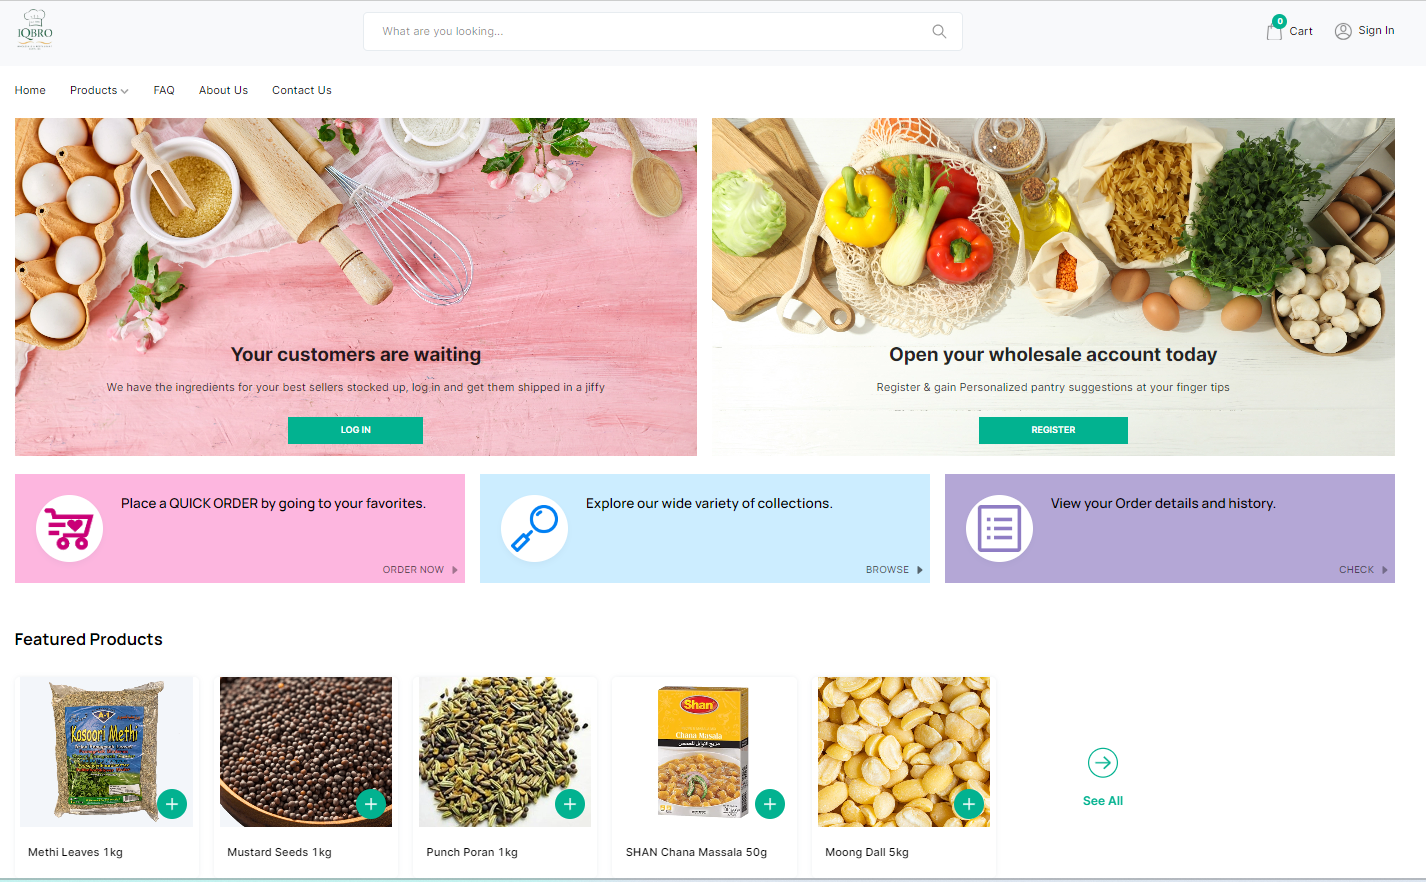 IQBRO
What are you looking...
0
Cart
Sign In
Home
Products
FAQ
About Us
Contact Us
Your customers are waiting
We have the ingredients for your best sellers stocked up, log in and get them shipped in a jiffy
LOG IN
Open your wholesale account today
Register & gain Personalized pantry suggestions at your finger tips
REGISTER
Place a QUICK ORDER by going to your favorites.
ORDER NOW
Explore our wide variety of collections.
BROWSE
View your Order details and history.
CHECK
Featured Products
A-1
Kasoori Methi
Shan
Chana Masala
See All
Methi Leaves 1kg
Mustard Seeds 1kg
Punch Poran 1kg
SHAN Chana Massala 50g
Moong Dall 5kg